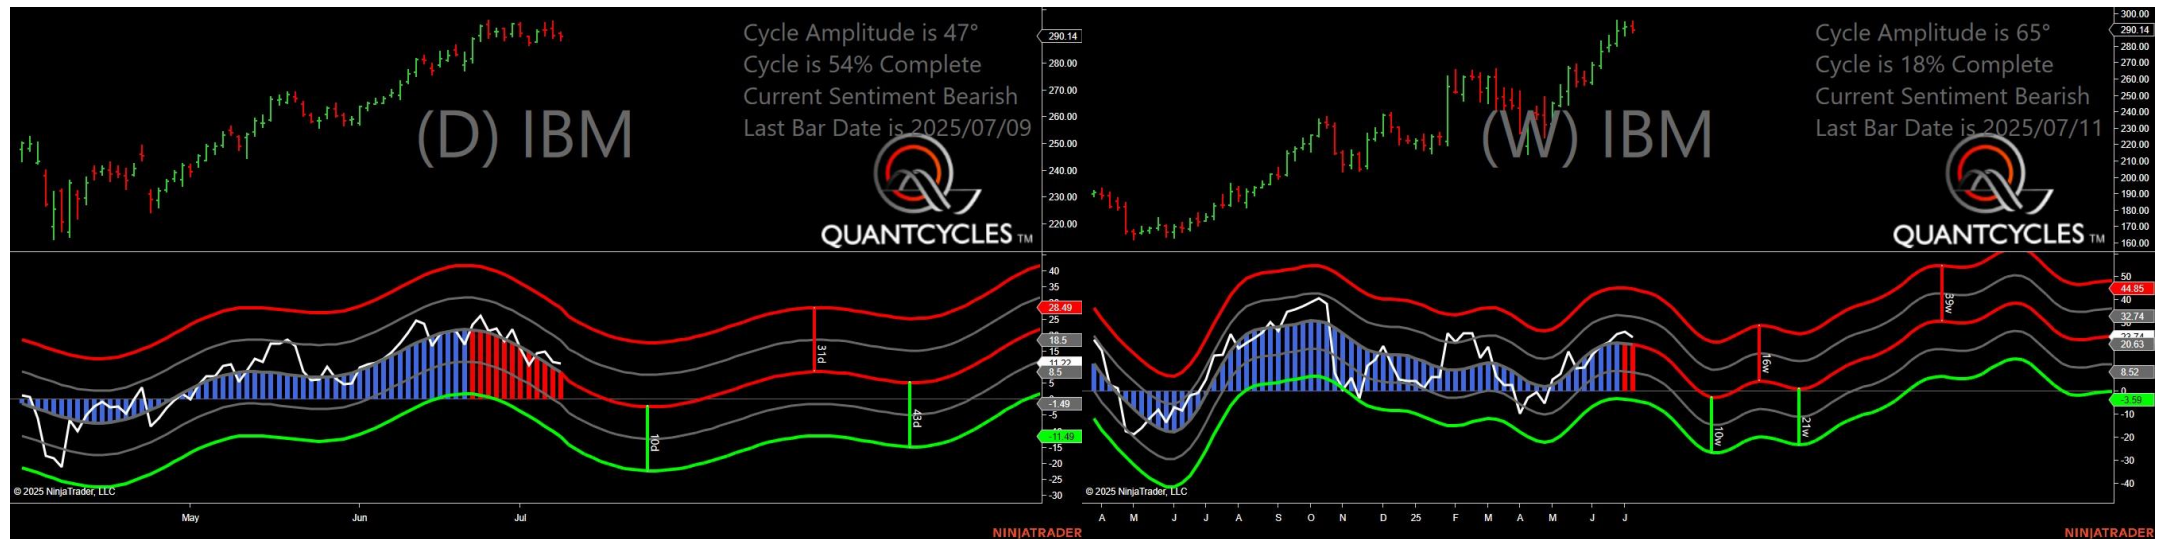 Cycle Amplitude is 47°
Cycle is 54% Complete
Current Sentiment Bearish
Last Bar Date is 2025/07/09
(D) IBM
QUANTCYCLES TM
290.14
280.00
270.00
260.00
250.00
240.00
230.00
220.00
40
35
28.49
25
18.5
15
11.22
8.5
5
-1.49
-5
-11.49
-15
-20
-25
-30
31d
43d
10d
© 2025 NinjaTrader, LLC
May
Jun
Jul
NINJATRADER
Cycle Amplitude is 65°
Cycle is 18% Complete
Current Sentiment Bearish
Last Bar Date is 2025/07/11
(W) IBM
QUANTCYCLES TM
300.00
290.14
280.00
270.00
260.00
250.00
240.00
230.00
220.00
210.00
200.00
190.00
180.00
170.00
160.00
50
44.85
40
32.74
20.63
8.52
0
-3.59
-10
-20
-30
-40
39w
16w
10w
21w
© 2025 NinjaTrader, LLC
A M J J A S O N D 25 F M A M J J
NINJATRADER